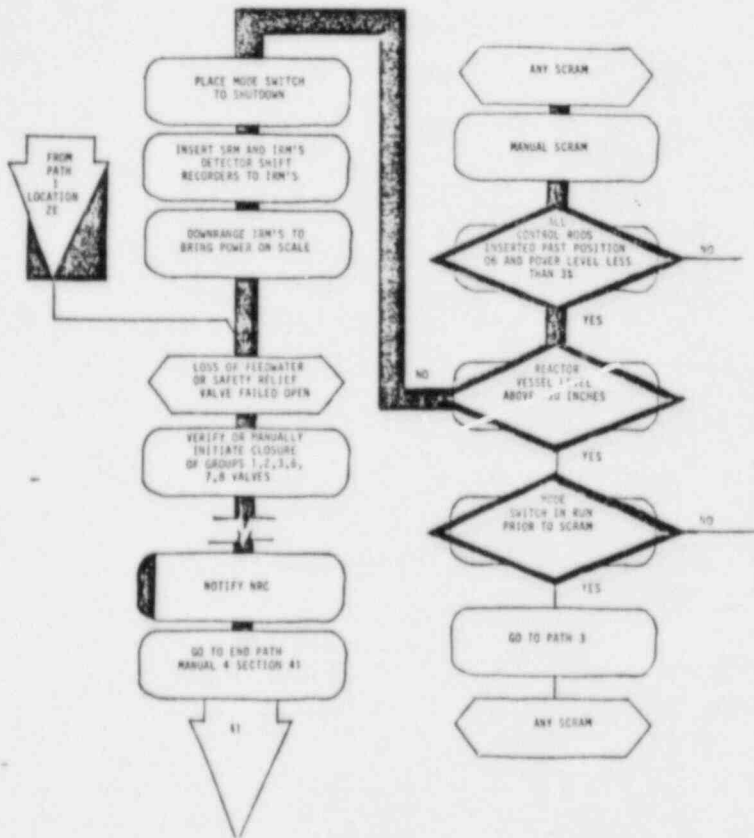 PLACE MODE SWITCH
TO SHUTDOWN
INSERT SRM AND IRM'S
DETECTOR SHIFT
RECORDERS TO IRM'S
DOWNRANGE IRM'S TO
BRING POWER ON SCALE
FROM
PATH
1
LOCATION
2E
LOSS OF FEEDWATER
OR SAFETY RELIEF
VALVE FAILED OPEN
VERIFY OR MANUALLY
INITIATE CLOSURE
OF GROUPS 1,2,3,6,
7,8 VALVES
NOTIFY NRC
GO TO END PATH
MANUAL 4 SECTION 41
ANY SCRAM
MANUAL SCRAM
ALL
CONTROL RODS
INSERTED PAST POSITION
06 AND POWER LEVEL LESS
THAN 3%
NO
YES
NO
REACTOR
VESSEL LEVEL
ABOVE INCHES
YES
MODE
SWITCH IN RUN
PRIOR TO SCRAM
NO
YES
GO TO PATH 3
ANY SCRAM